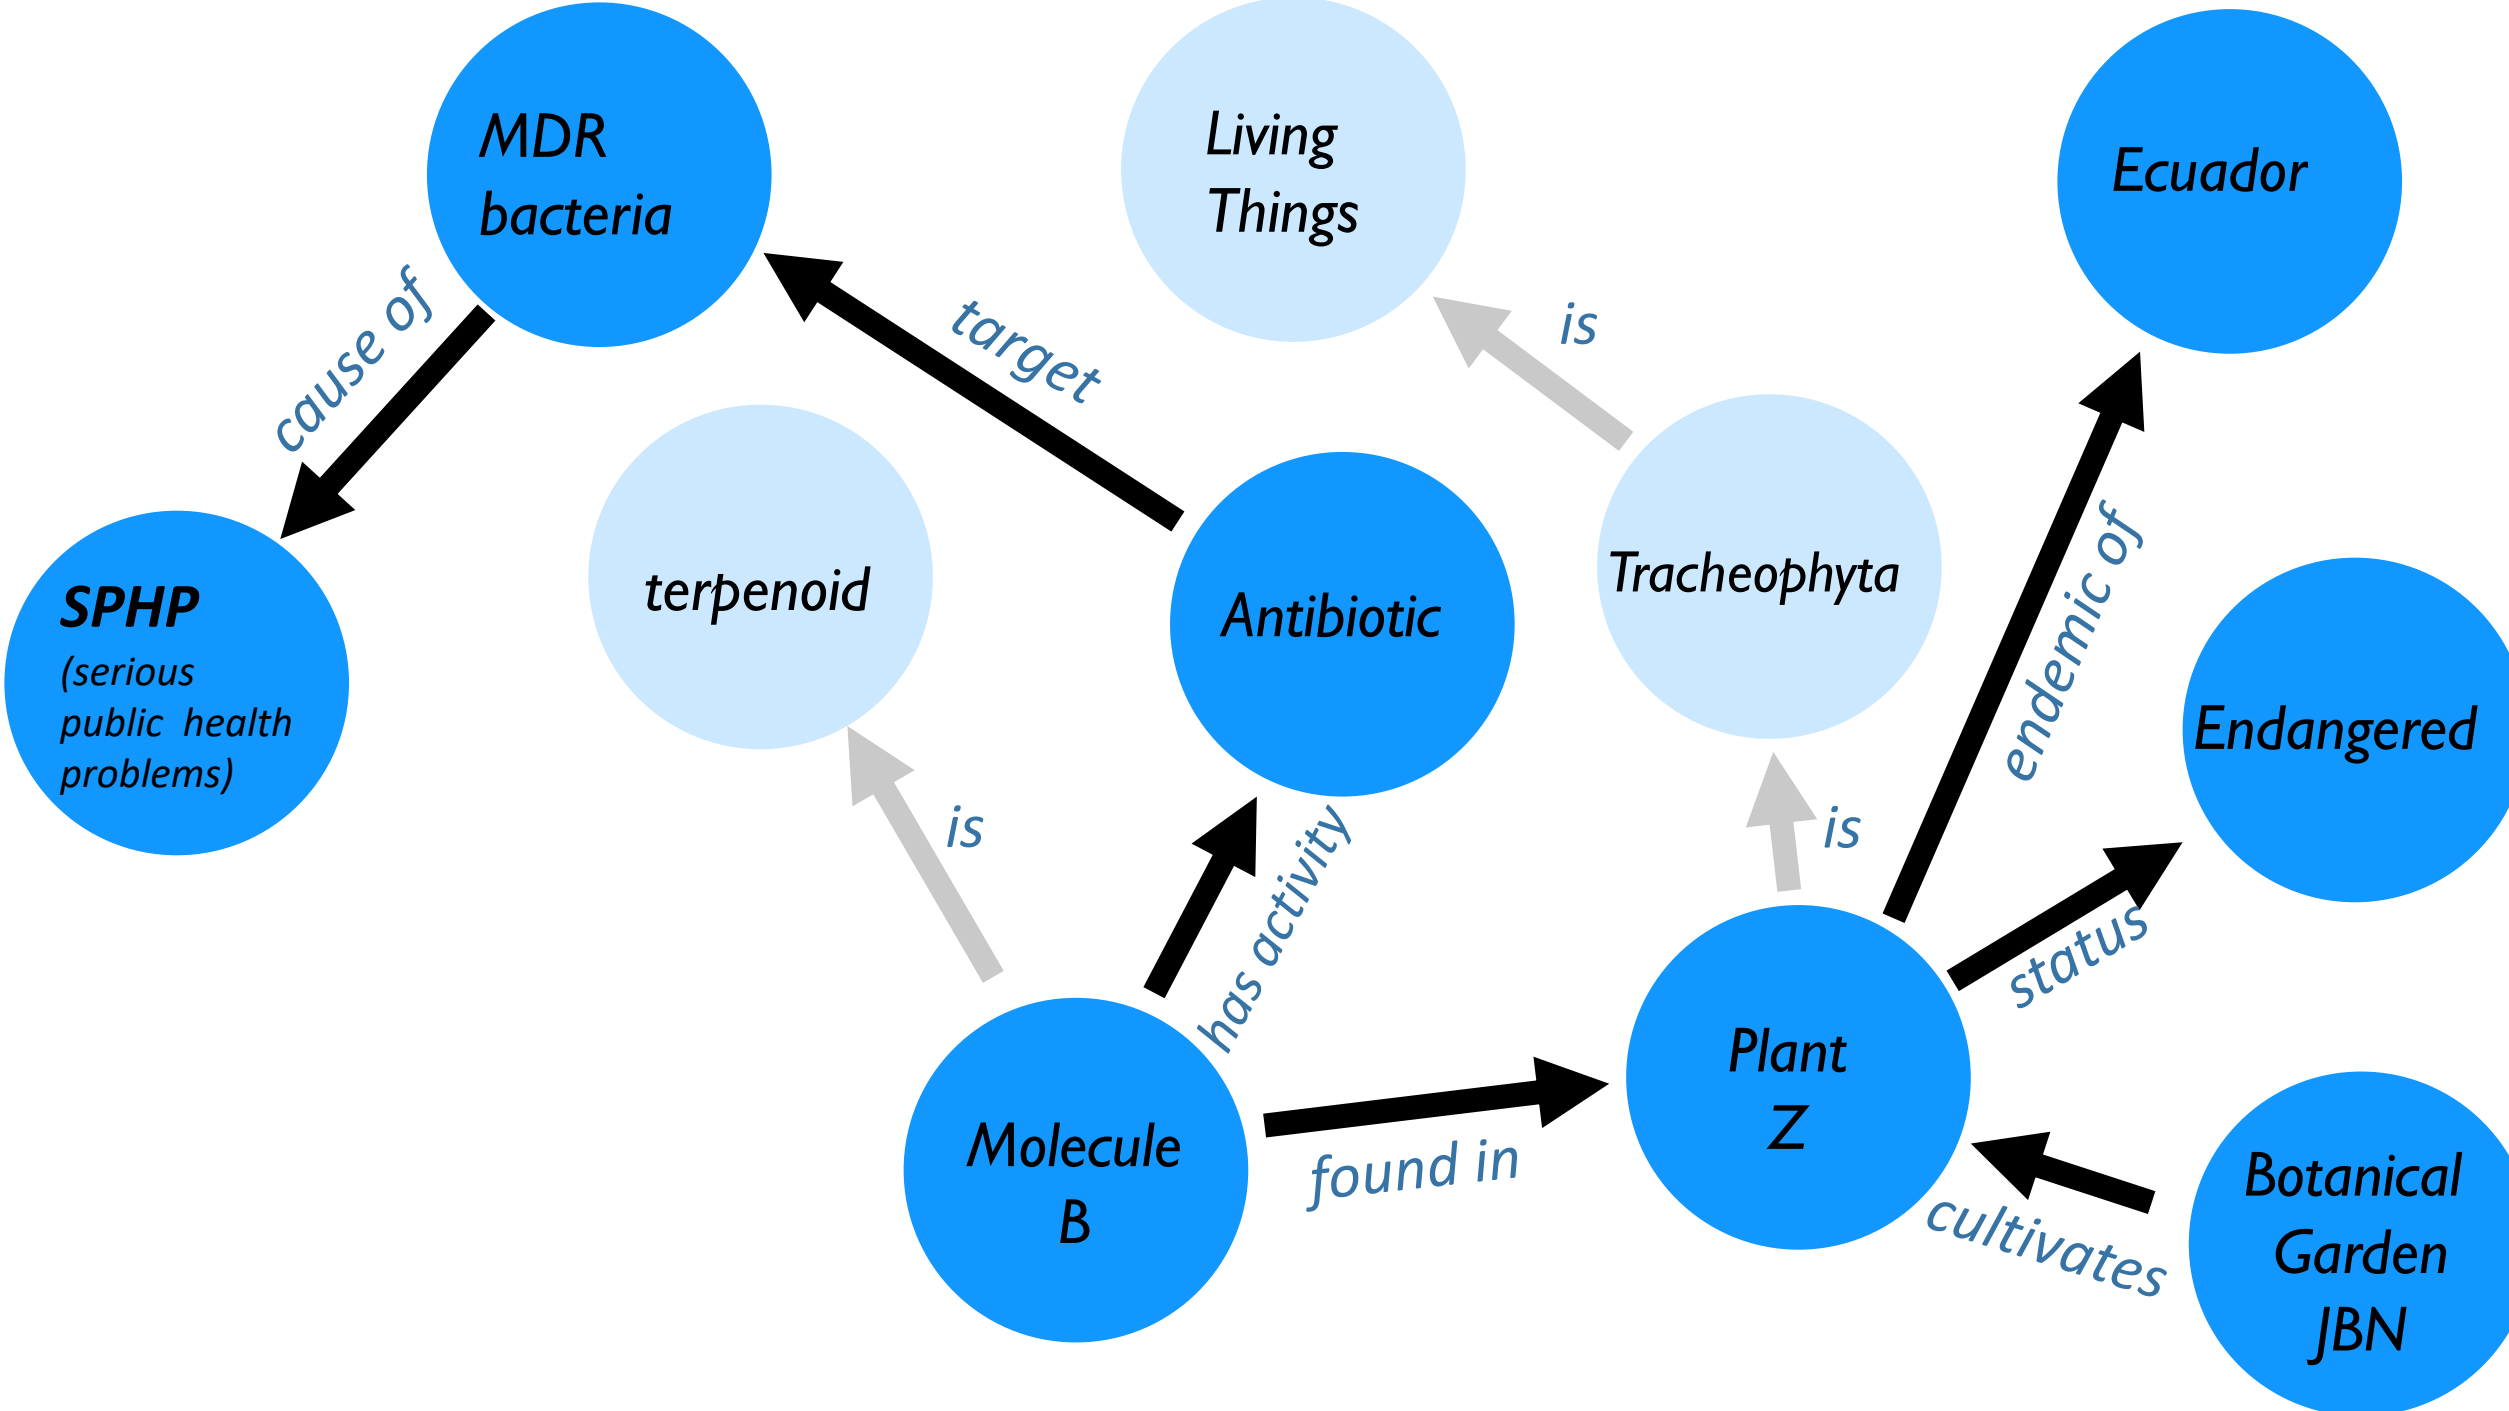 MDR
bacteria
Living
Things
Ecuador
cause of
target
is
terpenoid
Antibiotic
Tracheophyta
endemic of
SPHP
(serious
public health
problems)
Endangered
is
has activity
is
status
Molecule
B
found in
Plant
Z
cultivates
Botanical
Garden
JBN